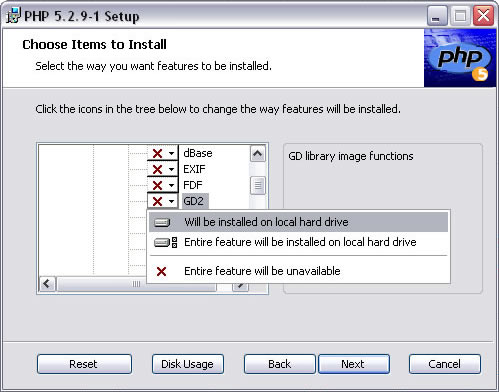 PHP 5.2.9-1 Setup
Choose Items to Install
Select the way you want features to be installed.
php
5
Click the icons in the tree below to change the way features will be installed.
dBase
EXIF
FDF
GD2
GD library image functions
Will be installed on local hard drive
Entire feature will be installed on local hard drive
Entire feature will be unavailable
Reset
Disk Usage
Back
Next
Cancel